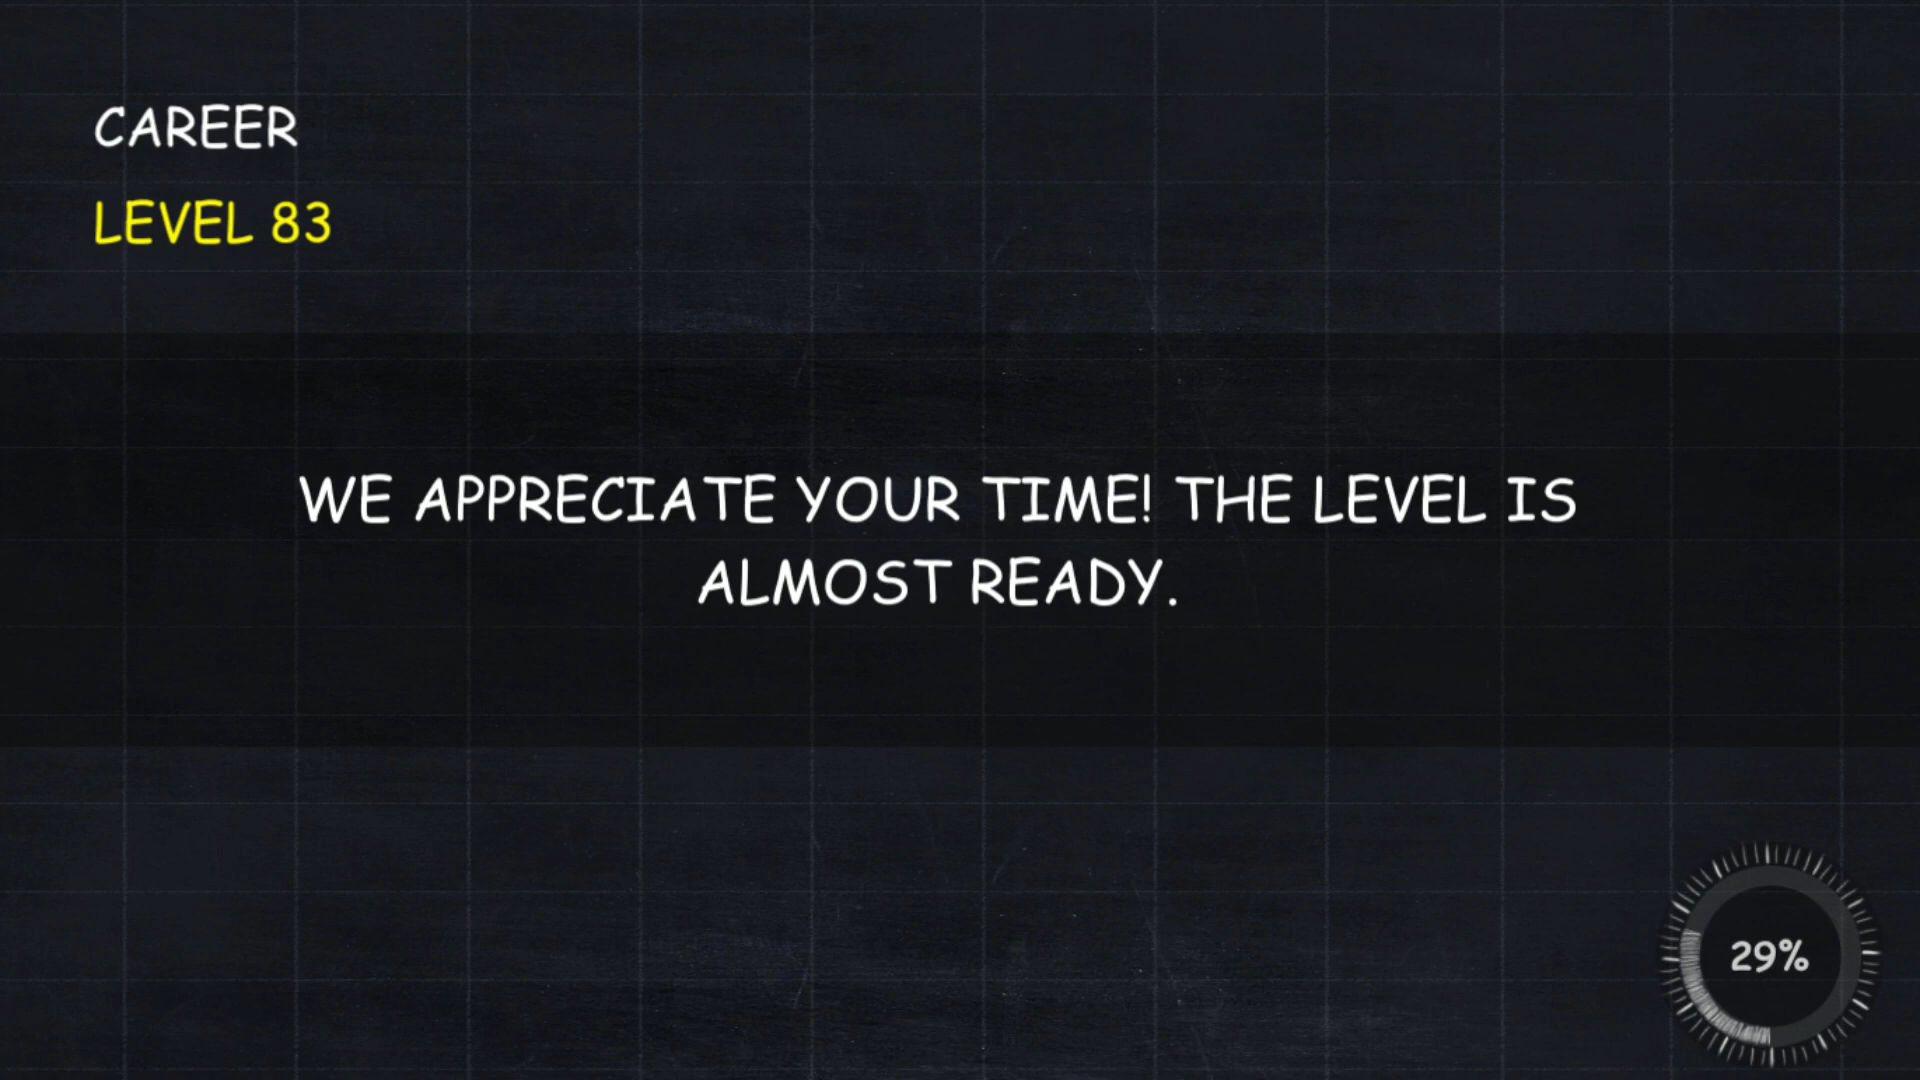 CAREER
LEVEL 83
WE APPRECIATE YOUR TIME! THE LEVEL IS
ALMOST READY.
29%